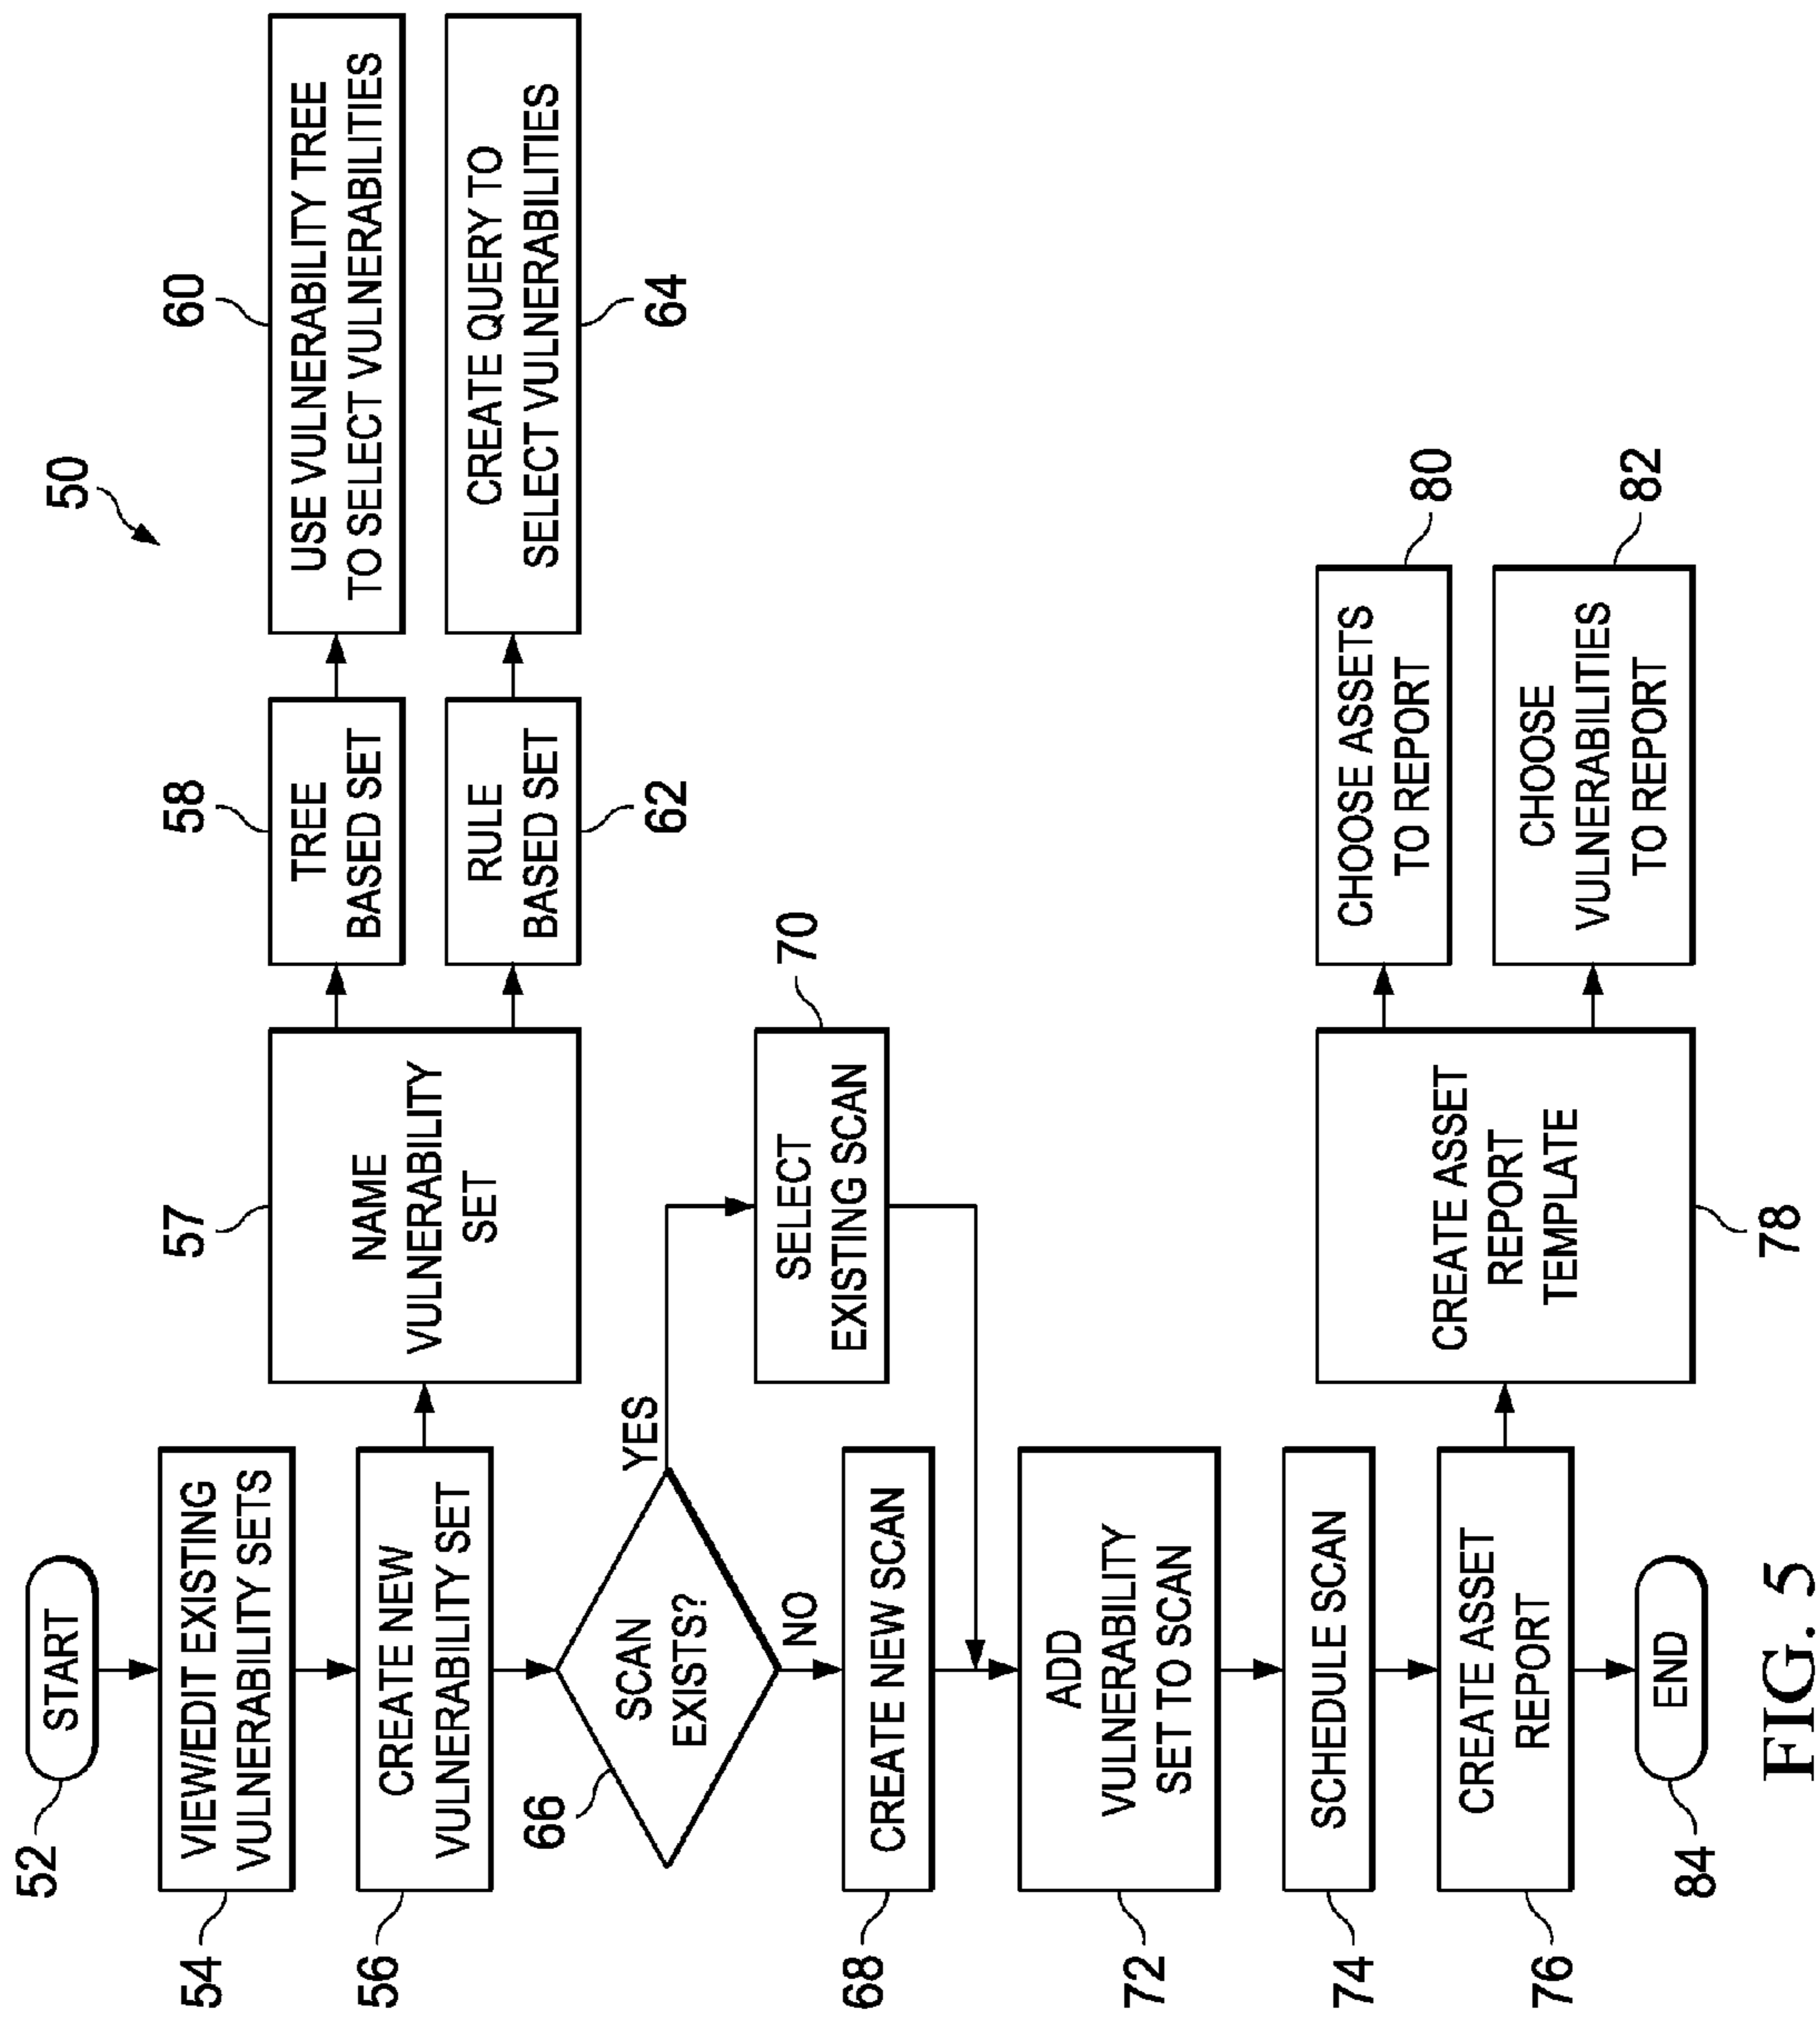 50
52
START
54
VIEW/EDIT EXISTING
VULNERABILITY SETS
56
CREATE NEW
VULNERABILITY SET
57
NAME
VULNERABILITY
SET
58
TREE
BASED SET
60
USE VULNERABILITY TREE
TO SELECT VULNERABILITIES
62
RULE
BASED SET
64
CREATE QUERY TO
SELECT VULNERABILITIES
66
SCAN
EXISTS?
YES
NO
70
SELECT
EXISTING SCAN
68
CREATE NEW SCAN
72
ADD
VULNERABILITY
SET TO SCAN
74
SCHEDULE SCAN
76
CREATE ASSET
REPORT
78
CREATE ASSET
REPORT
TEMPLATE
80
CHOOSE ASSETS
TO REPORT
82
CHOOSE
VULNERABILITIES
TO REPORT
84
END
FIG. 5